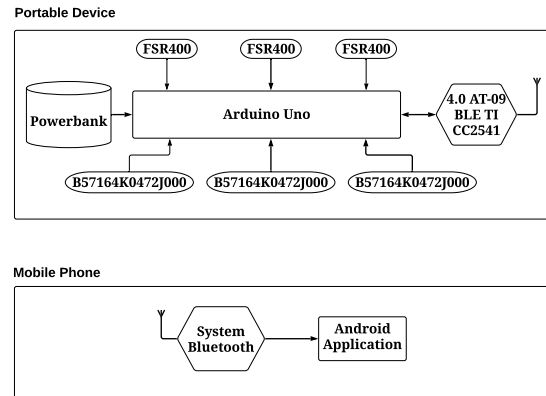 Portable Device
FSR400
FSR400
FSR400
Powerbank
Arduino Uno
4.0 AT-09
BLE TI
CC2541
B57164K0472J000
B57164K0472J000
B57164K0472J000
Mobile Phone
System
Bluetooth
Android
Application